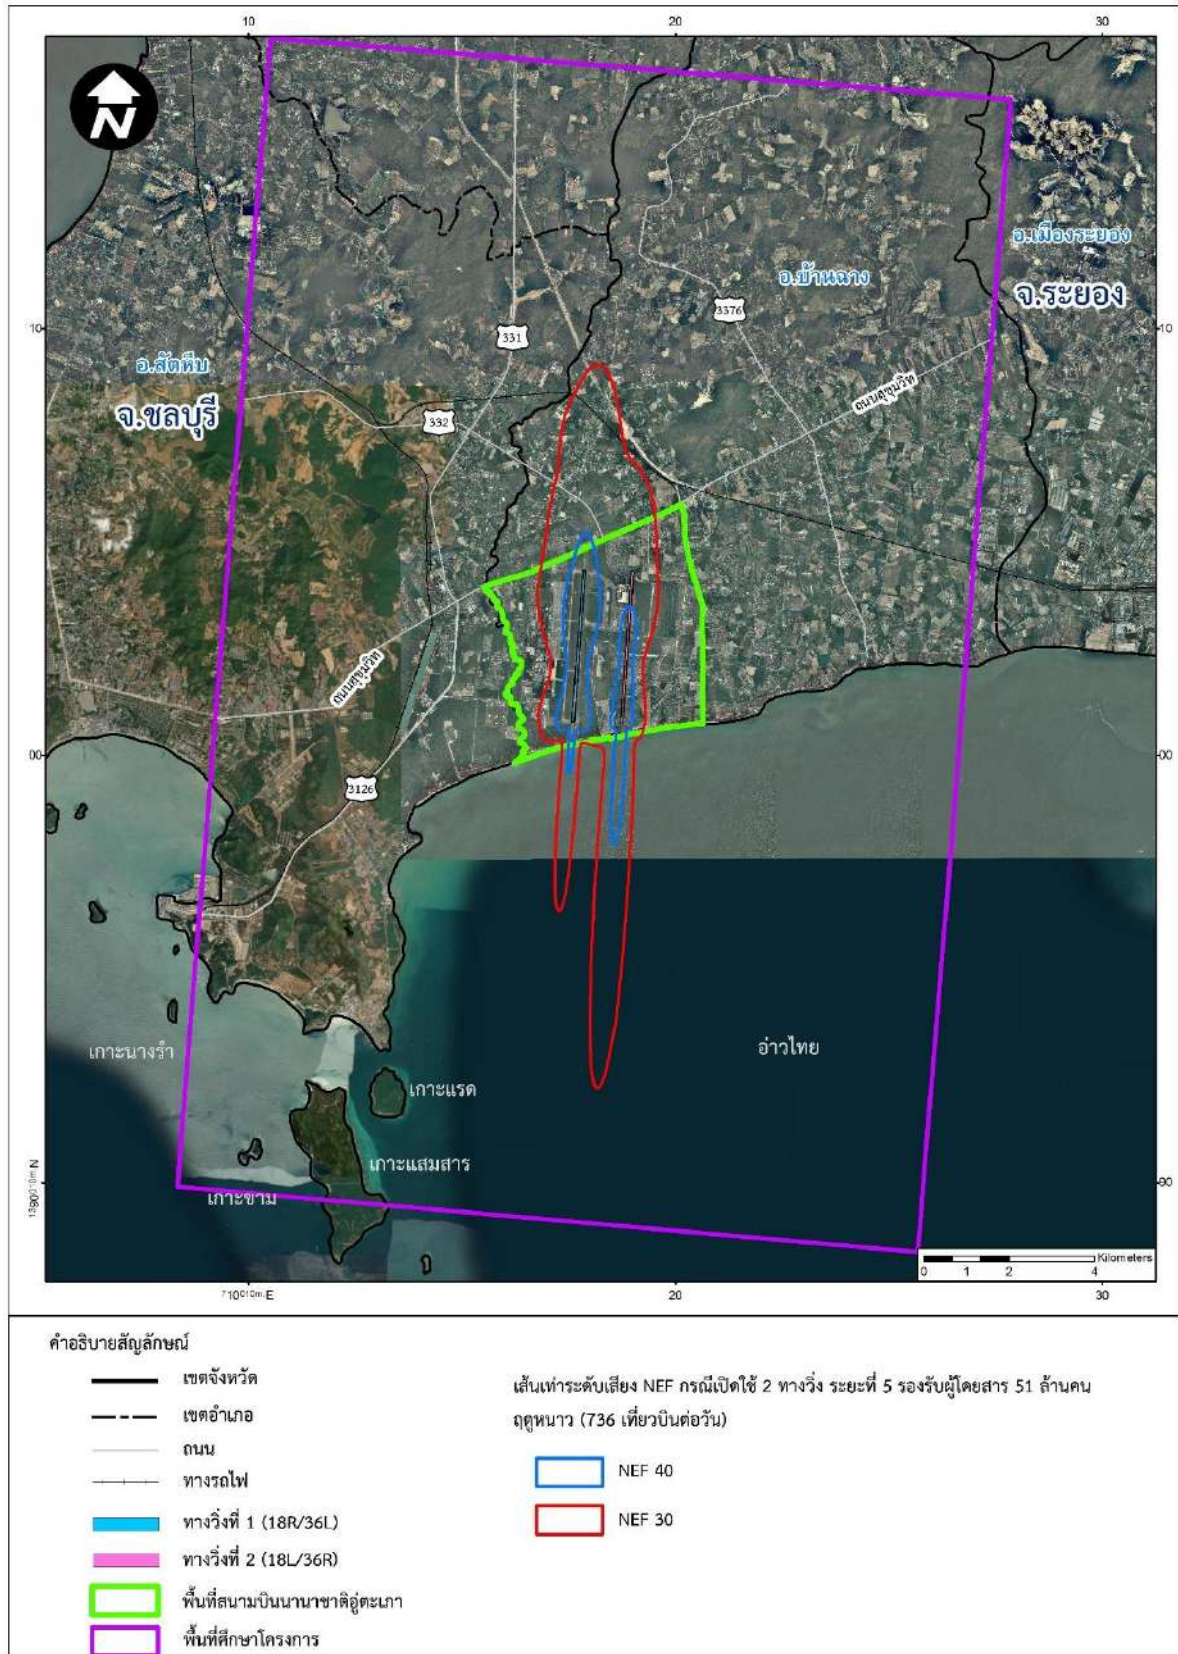 10 20 30
N
อ.เมืองระยอง
อ.บ้านฉาง
จ.ระยอง
3376
10 10
331
อ.สัตหีบ
ถนนสุขุมวิท
จ.ชลบุรี
332
ถนนสุขุมวิท
00 00
3126
เกาะนางรำ
อ่าวไทย
เกาะแรด
เกาะแสมสาร
1390010m.N
90
เกาะขาม
Kilometers
0 1 2 4
710010m.E 20 30
คำอธิบายสัญลักษณ์
เขตจังหวัด
เขตอำเภอ
ถนน
ทางรถไฟ
ทางวิ่งที่ 1 (18R/36L)
ทางวิ่งที่ 2 (18L/36R)
พื้นที่สนามบินนานาชาติอู่ตะเภา
พื้นที่ศึกษาโครงการ
เส้นเท่าระดับเสียง NEF กรณีเปิดใช้ 2 ทางวิ่ง ระยะที่ 5 รองรับผู้โดยสาร 51 ล้านคน
ฤดูหนาว (736 เที่ยวบินต่อวัน)
NEF 40
NEF 30